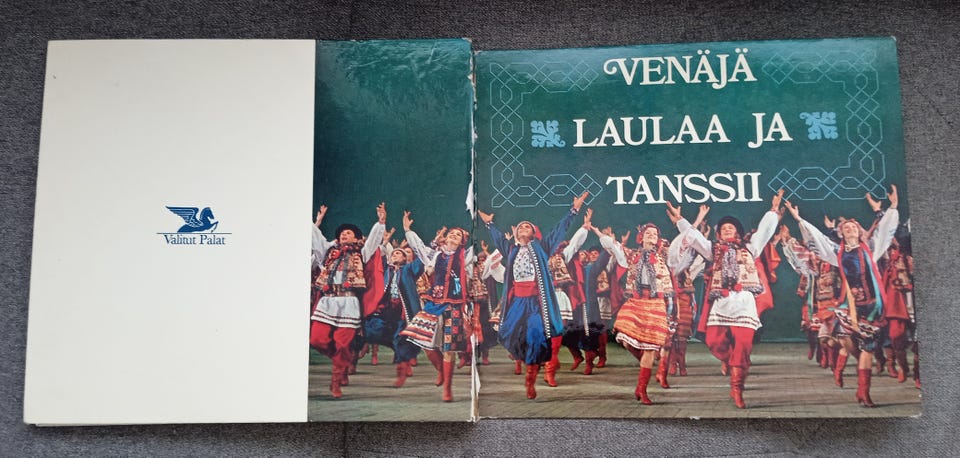 Valitut Palat
VENÄJÄ
LAULAA JA
TANSSII